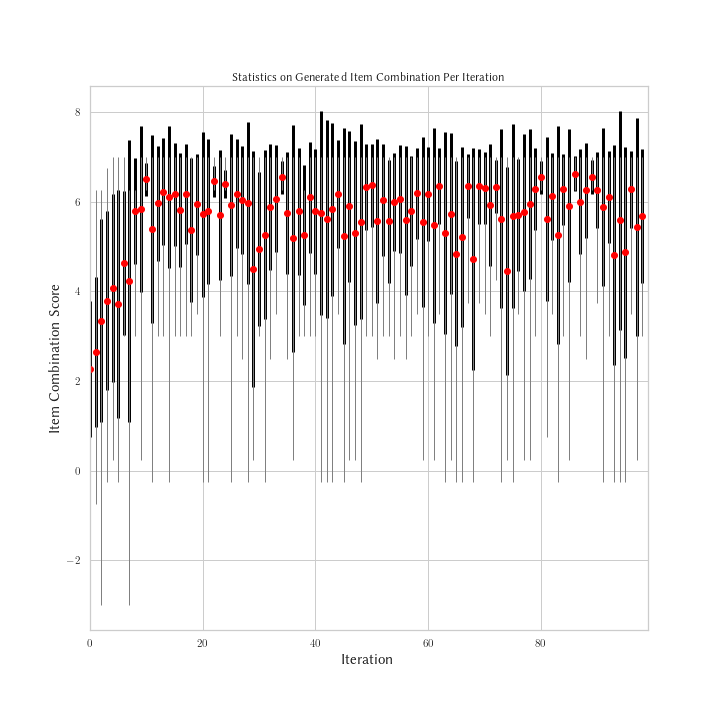 Statistics on Generated Item Combination Per Iteration
8
6
4
2
0
−2
Item Combination Score
0 20 40 60 80
Iteration